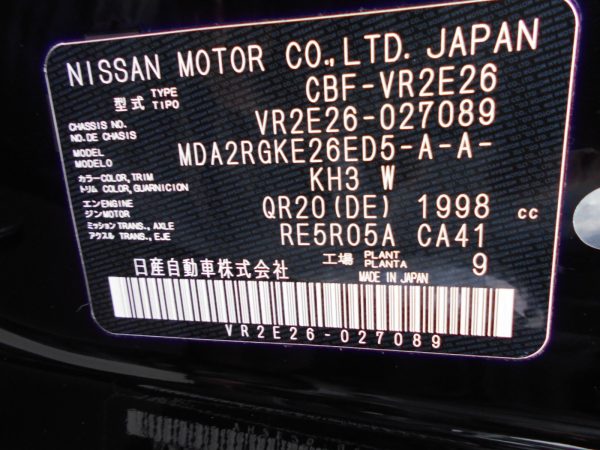 NISSAN MOTOR CO.,LTD. JAPAN
型式 TYPE TIPO CBF-VR2E26
CHASSIS NO. NO.DE CHASIS VR2E26-027089
MODEL MODELO MDA2RGKE26ED5-A-A-
カラー COLOR,TRIM トリム COLOR,GUARNICION KH3 W
エンジン ENGINE MOTOR QR20(DE) 1998 cc
ミッション TRANS., AXLE アクスル TRANS., EJE RE5R05A CA41
日産自動車株式会社 工場 PLANT PLANTA 9
MADE IN JAPAN
VR2E26-027089